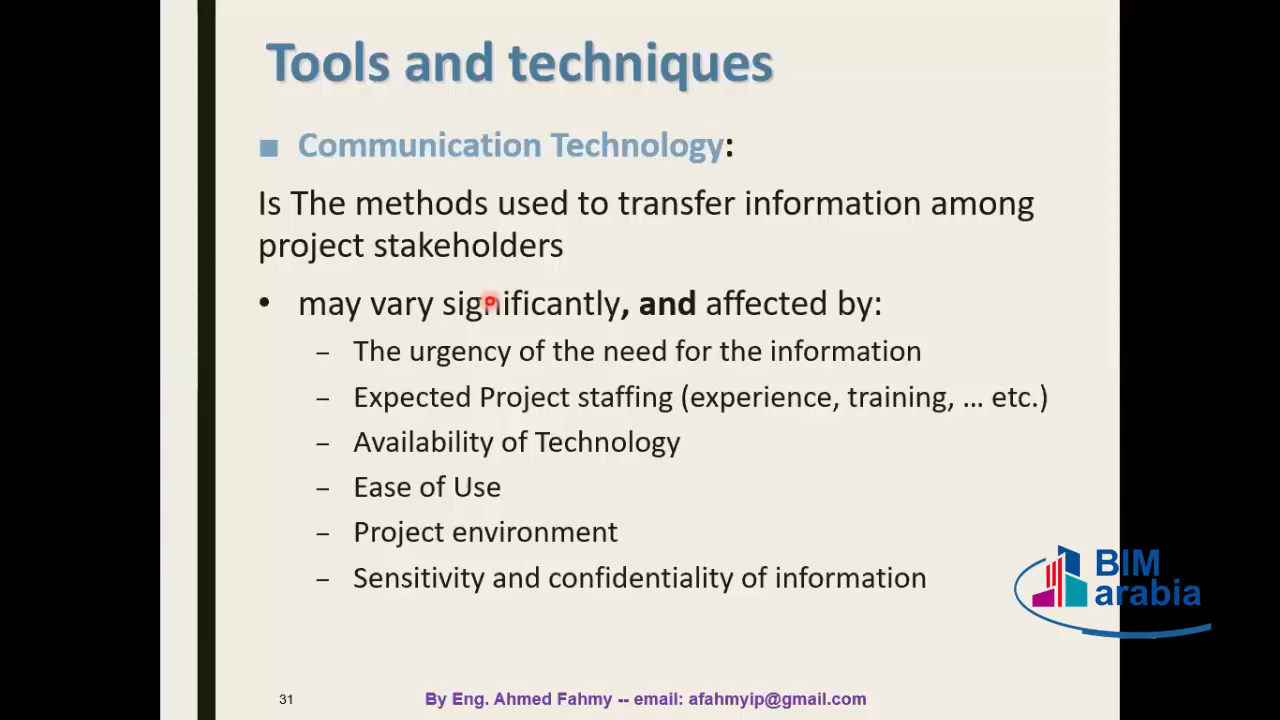 Tools and techniques
■ Communication Technology:
Is The methods used to transfer information among
project stakeholders
• may vary significantly, and affected by:
– The urgency of the need for the information
– Expected Project staffing (experience, training, … etc.)
– Availability of Technology
– Ease of Use
– Project environment
– Sensitivity and confidentiality of information
BIM
arabia
31
By Eng. Ahmed Fahmy -- email: afahmyip@gmail.com